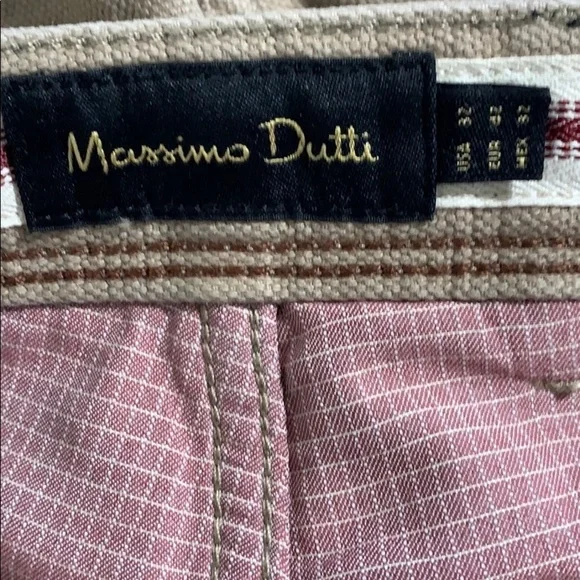 Massimo Dutti
USA 32
EUR 42
MEX 32